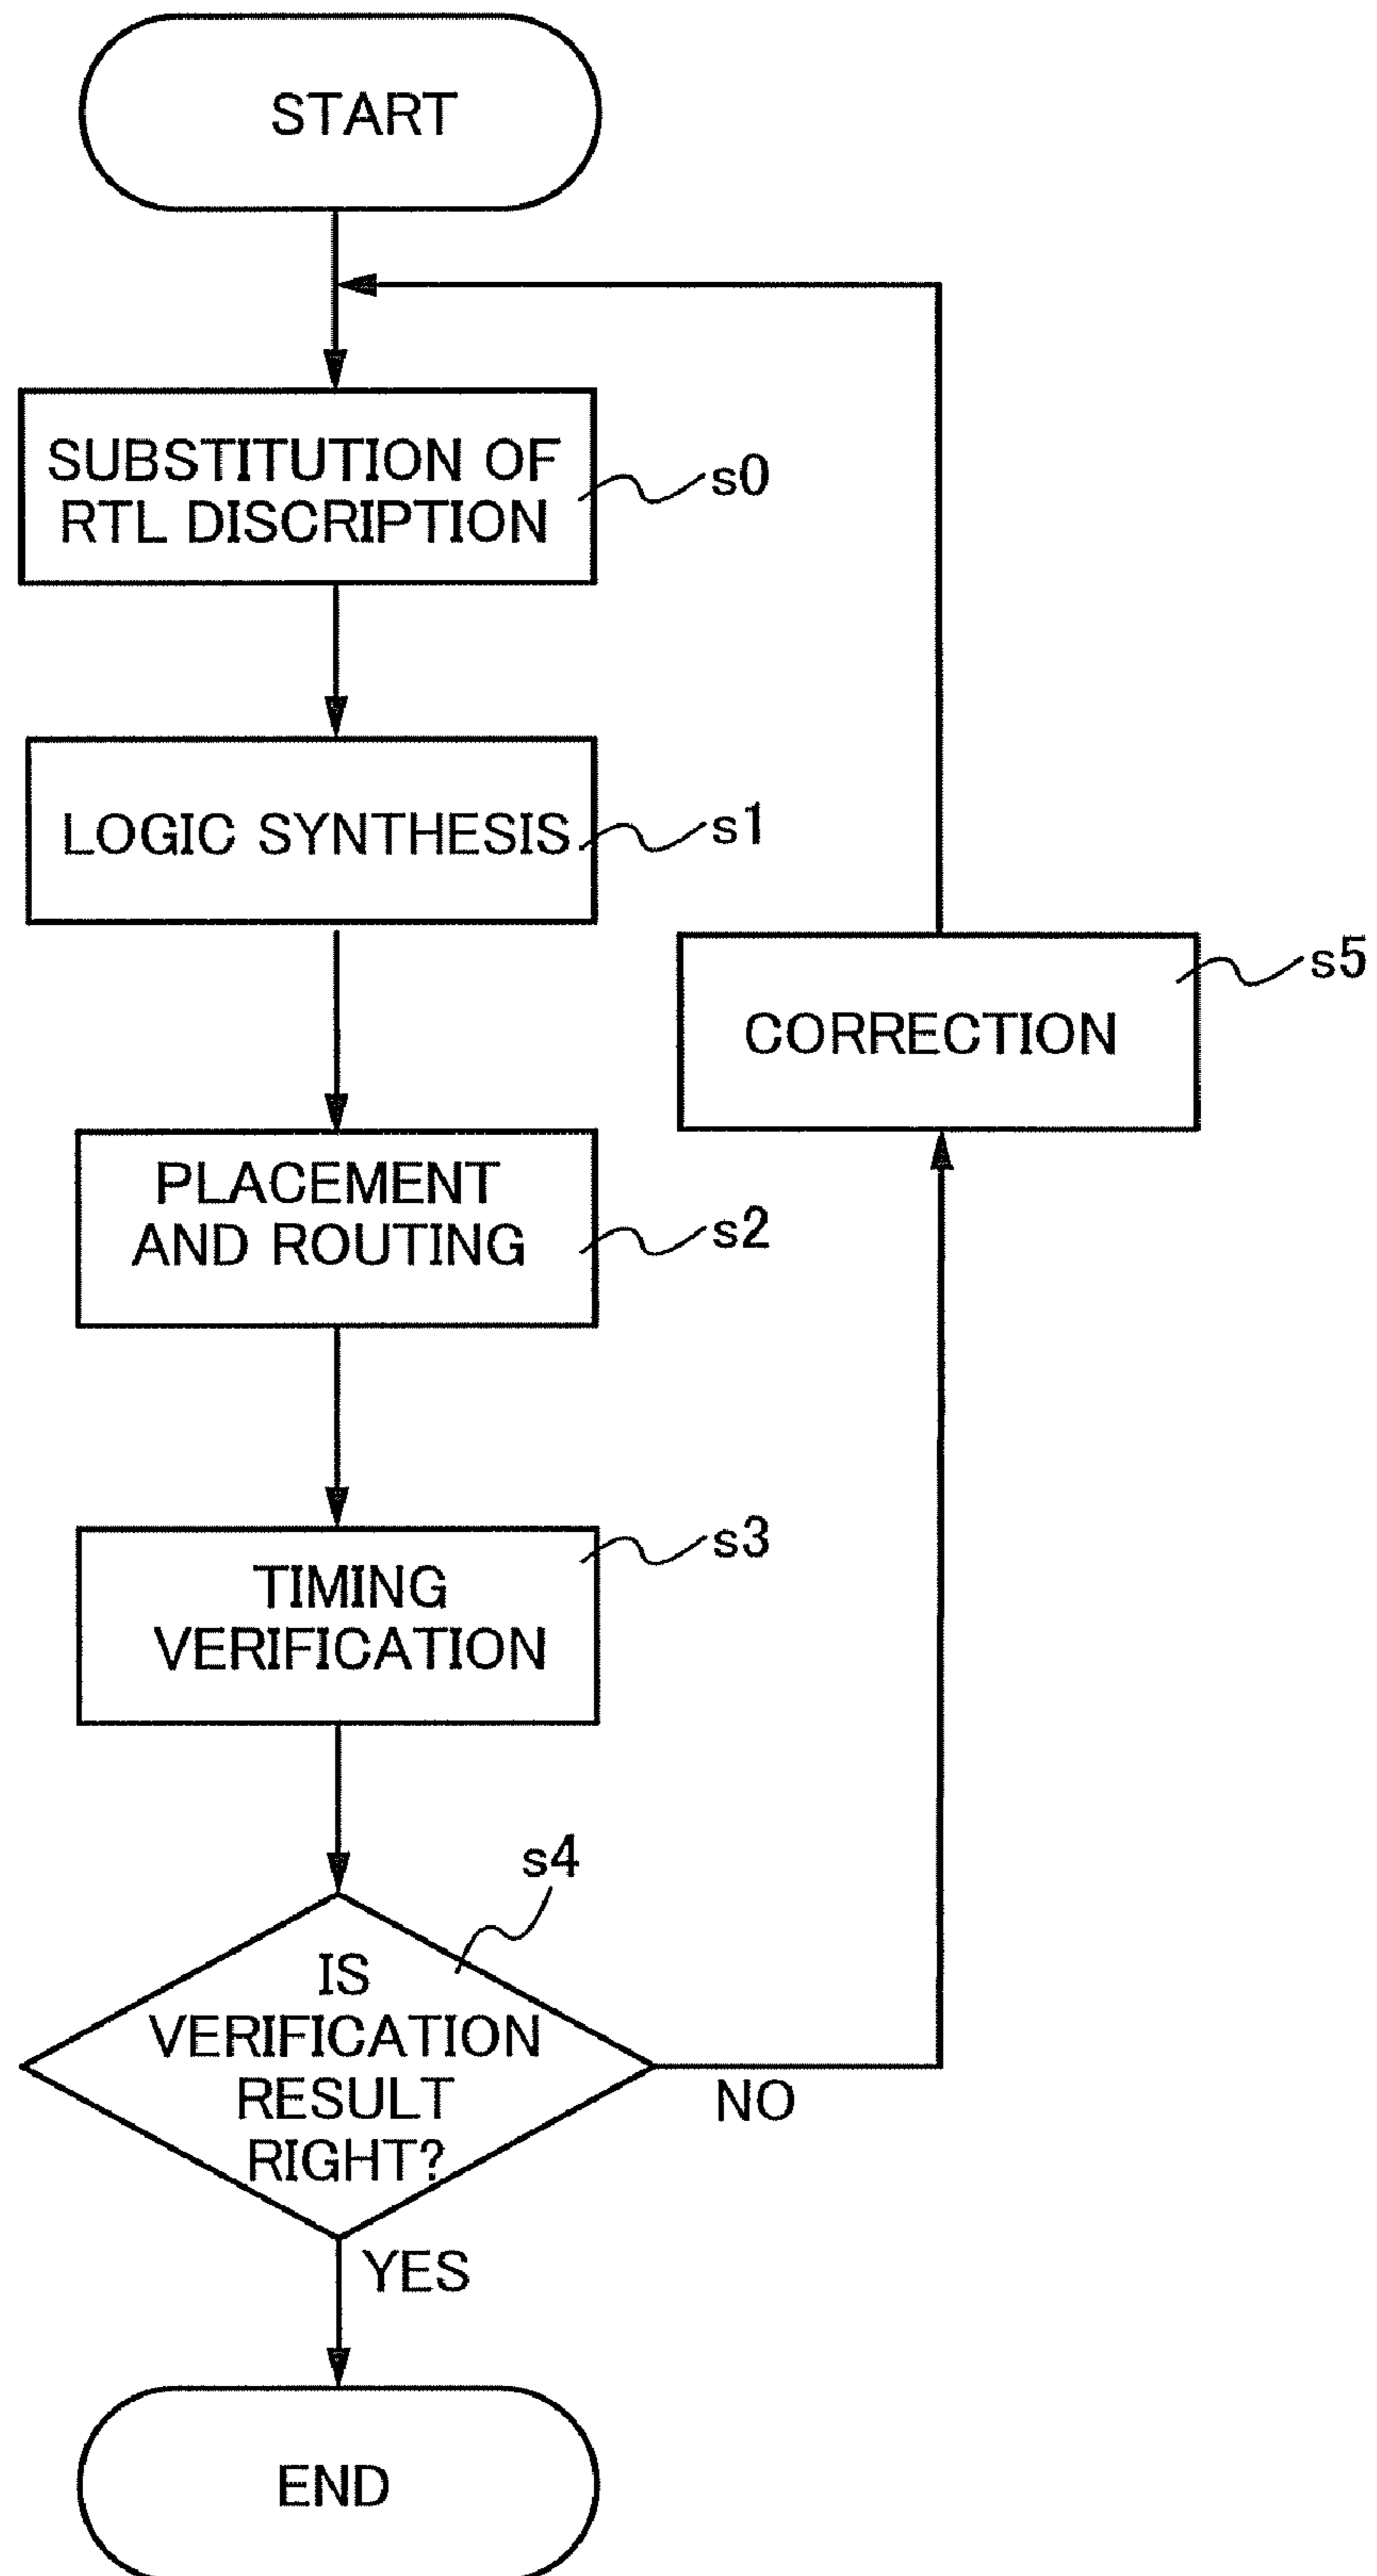 START
SUBSTITUTION OF
RTL DISCRIPTION
s0
LOGIC SYNTHESIS
s1
CORRECTION
s5
PLACEMENT
AND ROUTING
s2
TIMING
VERIFICATION
s3
s4
IS
VERIFICATION
RESULT
RIGHT?
NO
YES
END